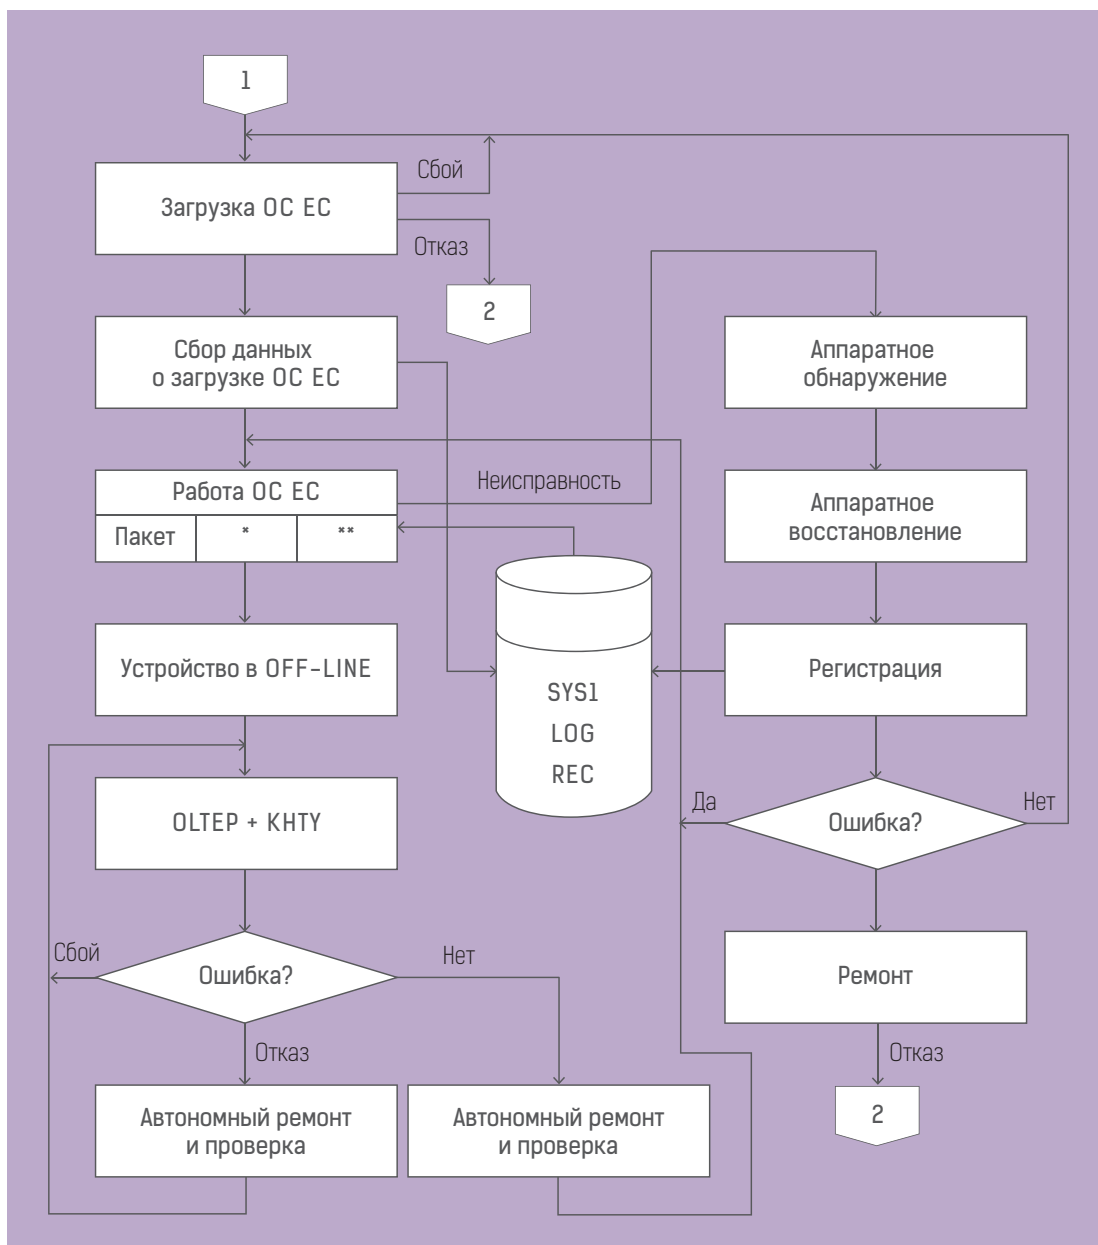 1
Сбой
Загрузка ОС ЕС
Отказ
2
Сбор данных
о загрузке ОС ЕС
Аппаратное
обнаружение
Работа ОС ЕС
Неисправность
Пакет
*
**
Аппаратное
восстановление
Устройство в OFF-LINE
SYS1
LOG
REC
Регистрация
OLTEP + КНТУ
Да
Ошибка?
Нет
Сбой
Ошибка?
Нет
Ремонт
Отказ
Отказ
Автономный ремонт
и проверка
Автономный ремонт
и проверка
2